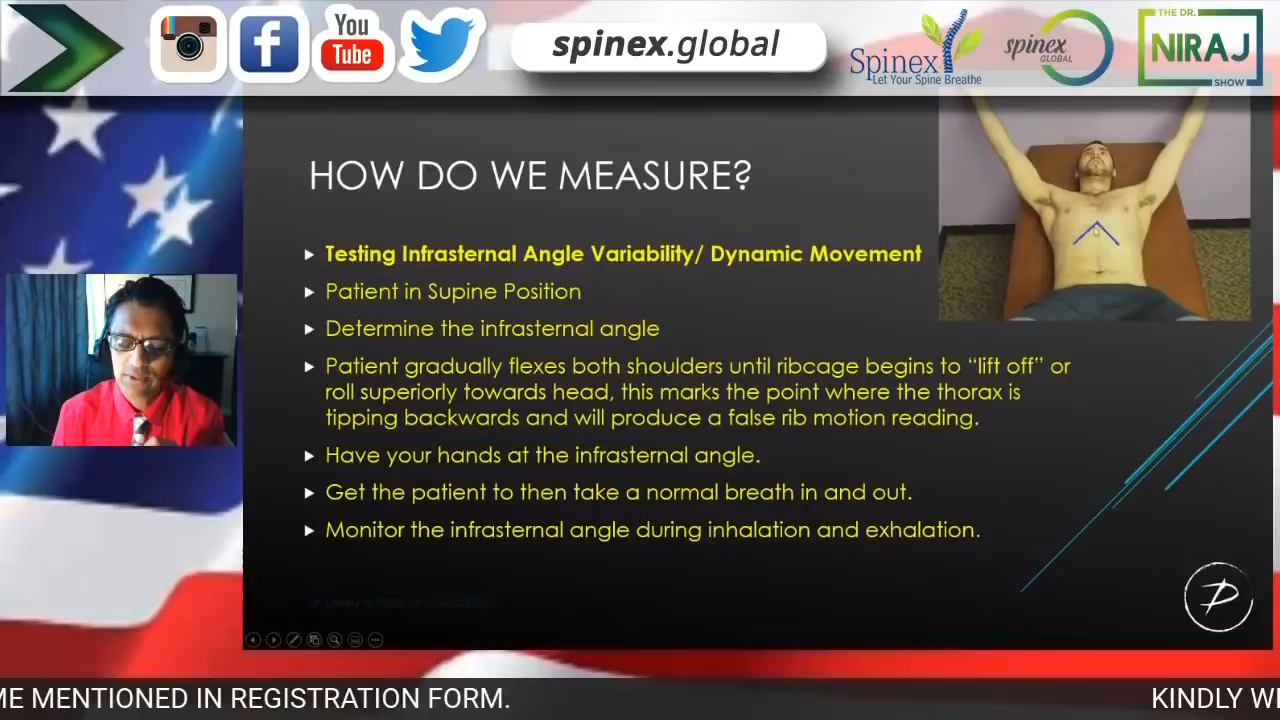 You
Tube
spinex.global
Spinex
Let Your Spine Breathe
spinex
GLOBAL
THE DR.
NIRAJ
SHOW
HOW DO WE MEASURE?
Testing Infrasternal Angle Variability/ Dynamic Movement
Patient in Supine Position
Determine the infrasternal angle
Patient gradually flexes both shoulders until ribcage begins to “lift off” or
roll superiorly towards head, this marks the point where the thorax is
tipping backwards and will produce a false rib motion reading.
Have your hands at the infrasternal angle.
Get the patient to then take a normal breath in and out.
Monitor the infrasternal angle during inhalation and exhalation.
ME MENTIONED IN REGISTRATION FORM.
KINDLY